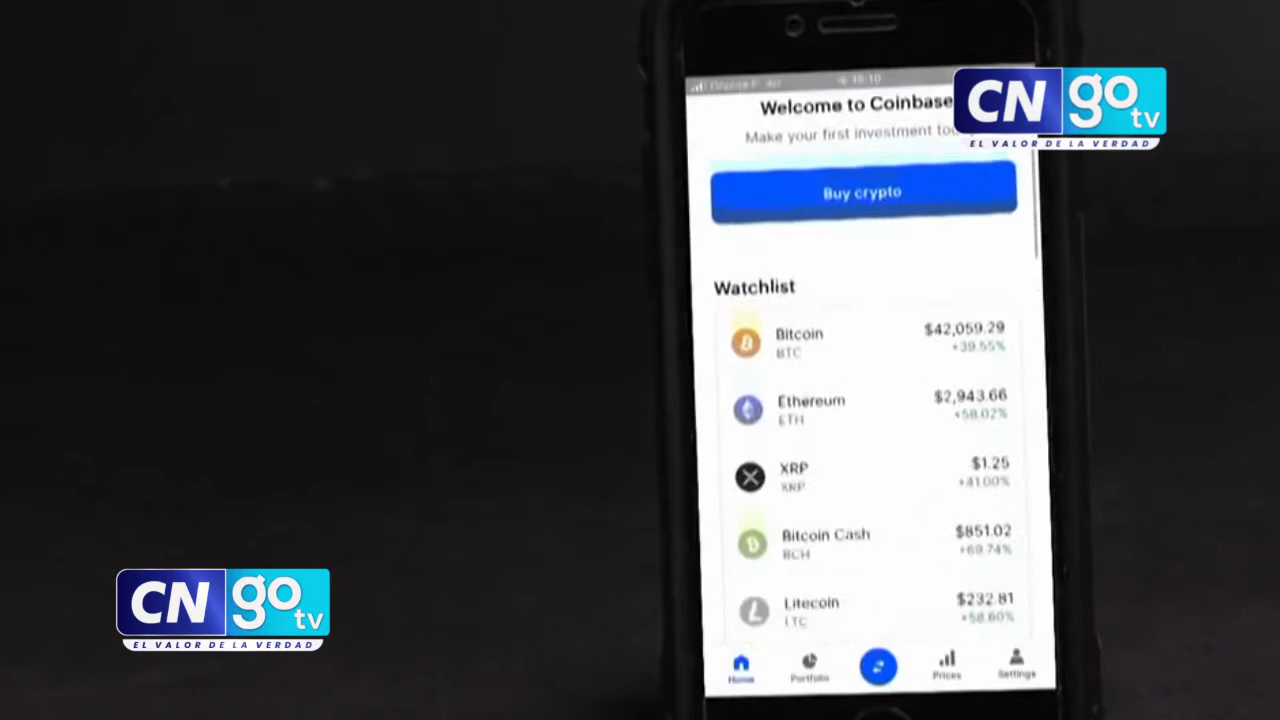 16:10
Welcome to Coinbase
Make your first investment
CN go tv
EL VALOR DE LA VERDAD
Buy crypto
Watchlist
Bitcoin
BTC
$42,059.29
+39.55%
Ethereum
ETH
$2,943.66
+58.02%
XRP
XRP
$1.25
+41.00%
Bitcoin Cash
BCH
$851.02
+69.74%
Litecoin
LTC
$232.81
+58.60%
Home
Portfolio
Prices
Settings
CN go tv
EL VALOR DE LA VERDAD